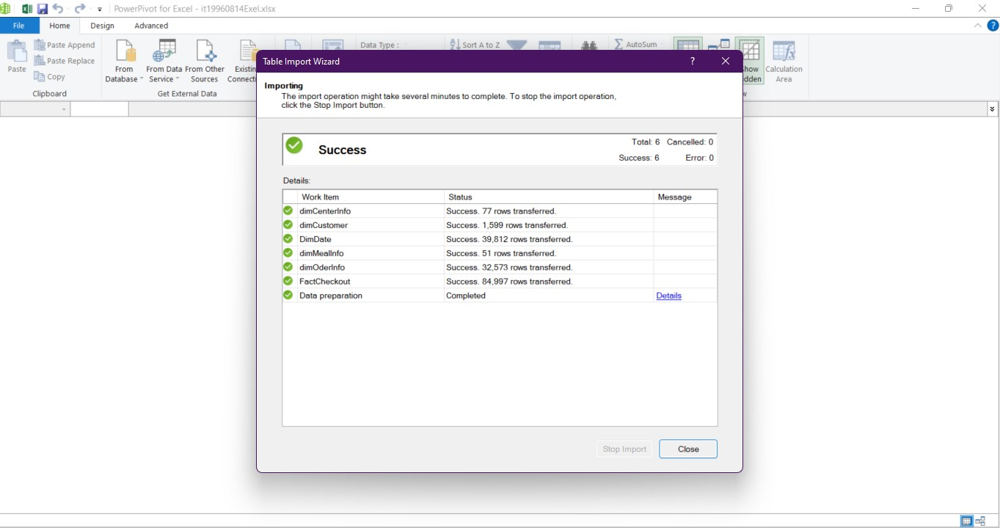 PowerPivot for Excel - it19960814Exel.xlsx
File Home Design Advanced
Paste
Paste Append
Paste Replace
Copy
Clipboard
From
Database
From Data
Service
From Other
Sources
Get External Data
Data Type :
Sort A to Z
AutoSum
Calculation
Area
Table Import Wizard
Importing
The import operation might take several minutes to complete. To stop the import operation,
click the Stop Import button.
Success
Total: 6 Cancelled: 0
Success: 6 Error: 0
Details:
Work Item Status Message
dimCenterInfo Success. 77 rows transferred.
dimCustomer Success. 1,599 rows transferred.
DimDate Success. 39,812 rows transferred.
dimMealInfo Success. 51 rows transferred.
dimOderInfo Success. 32,573 rows transferred.
FactCheckout Success. 84,997 rows transferred.
Data preparation Completed Details
Stop Import Close